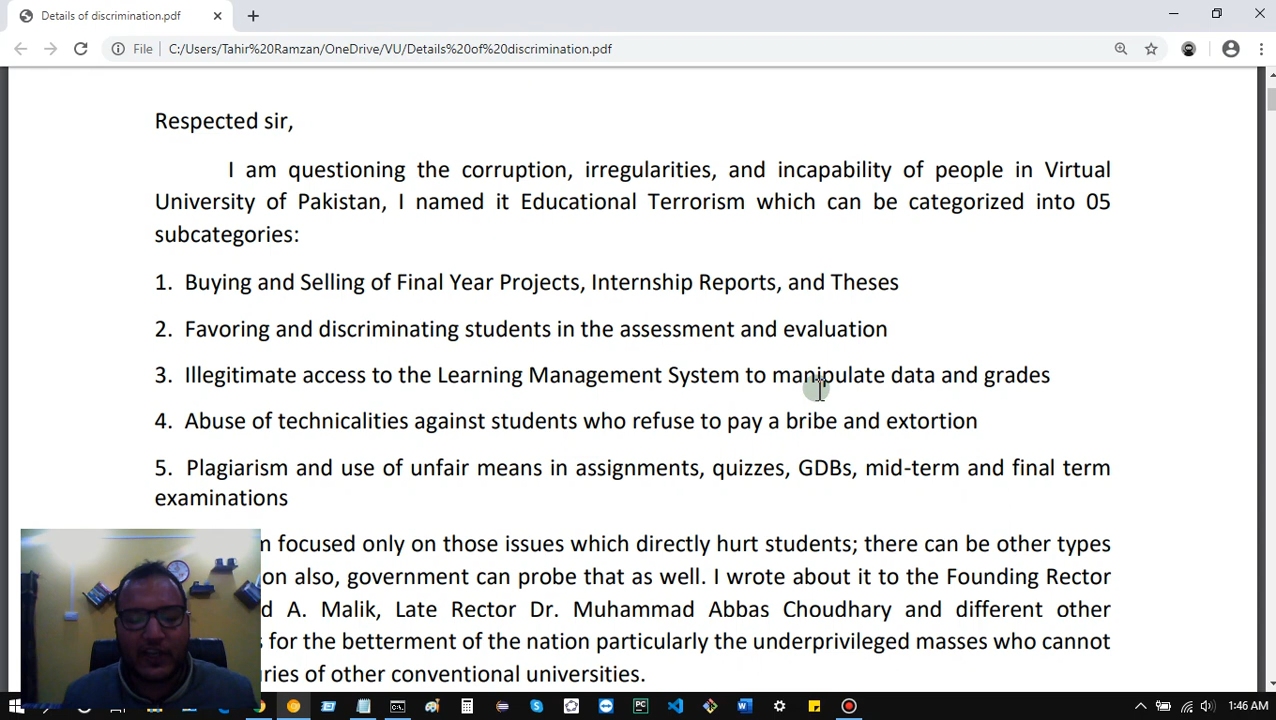 Details of discrimination.pdf
File
C:/Users/Tahir%20Ramzan/OneDrive/VU/Details%20of%20discrimination.pdf
Respected sir,
I am questioning the corruption, irregularities, and incapability of people in Virtual
University of Pakistan, I named it Educational Terrorism which can be categorized into 05
subcategories:
1. Buying and Selling of Final Year Projects, Internship Reports, and Theses
2. Favoring and discriminating students in the assessment and evaluation
3. Illegitimate access to the Learning Management System to manipulate data and grades
4. Abuse of technicalities against students who refuse to pay a bribe and extortion
5. Plagiarism and use of unfair means in assignments, quizzes, GDBs, mid-term and final term
examinations
focused only on those issues which directly hurt students; there can be other types
on also, government can probe that as well. I wrote about it to the Founding Rector
A. Malik, Late Rector Dr. Muhammad Abbas Choudhary and different other
for the betterment of the nation particularly the underprivileged masses who cannot
of other conventional universities.
1:46 AM